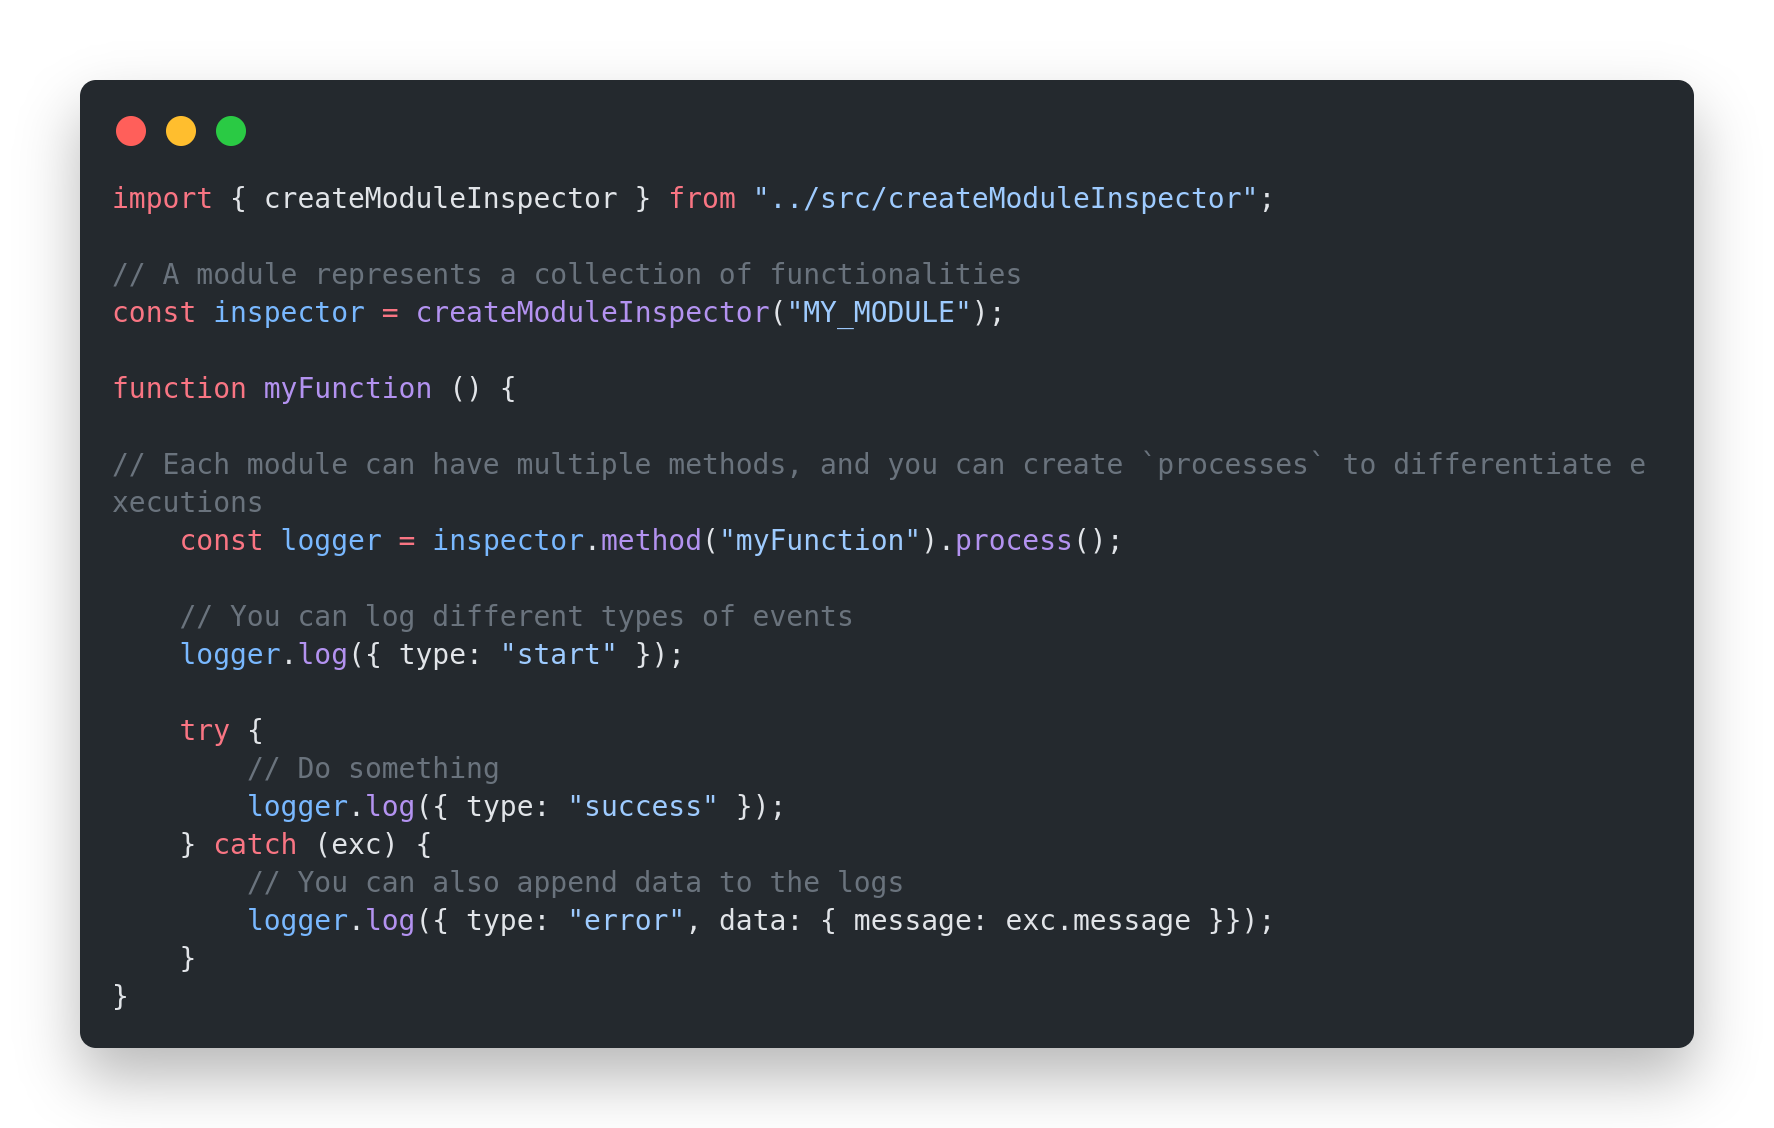 import { createModuleInspector } from "../src/createModuleInspector";

// A module represents a collection of functionalities
const inspector = createModuleInspector("MY_MODULE");

function myFunction () {

// Each module can have multiple methods, and you can create `processes` to differentiate e
xecutions
    const logger = inspector.method("myFunction").process();

    // You can log different types of events
    logger.log({ type: "start" });

    try {
        // Do something
        logger.log({ type: "success" });
    } catch (exc) {
        // You can also append data to the logs
        logger.log({ type: "error", data: { message: exc.message }});
    }
}